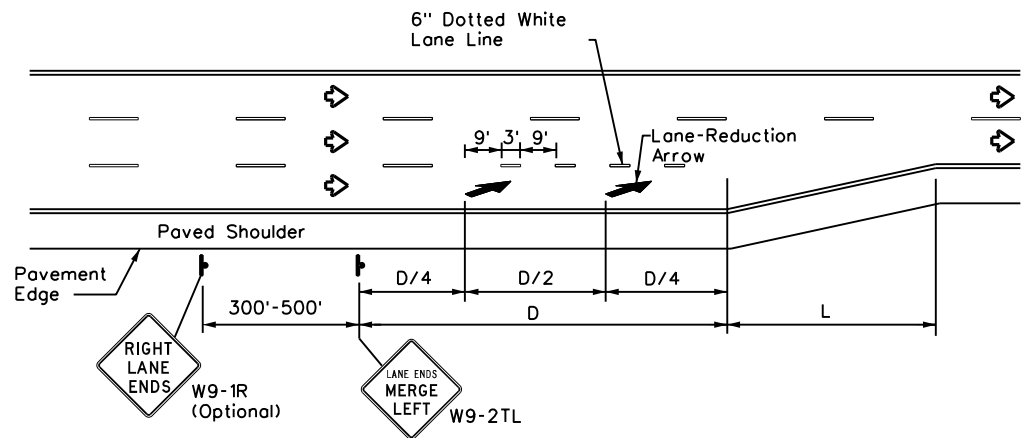 6" Dotted White
Lane Line
9' 3' 9'
Lane-Reduction
Arrow
Paved Shoulder
Pavement
Edge
D/4 D/2 D/4
300'-500' D L
RIGHT
LANE
ENDS
W9-1R
(Optional)
LANE ENDS
MERGE
LEFT
W9-2TL